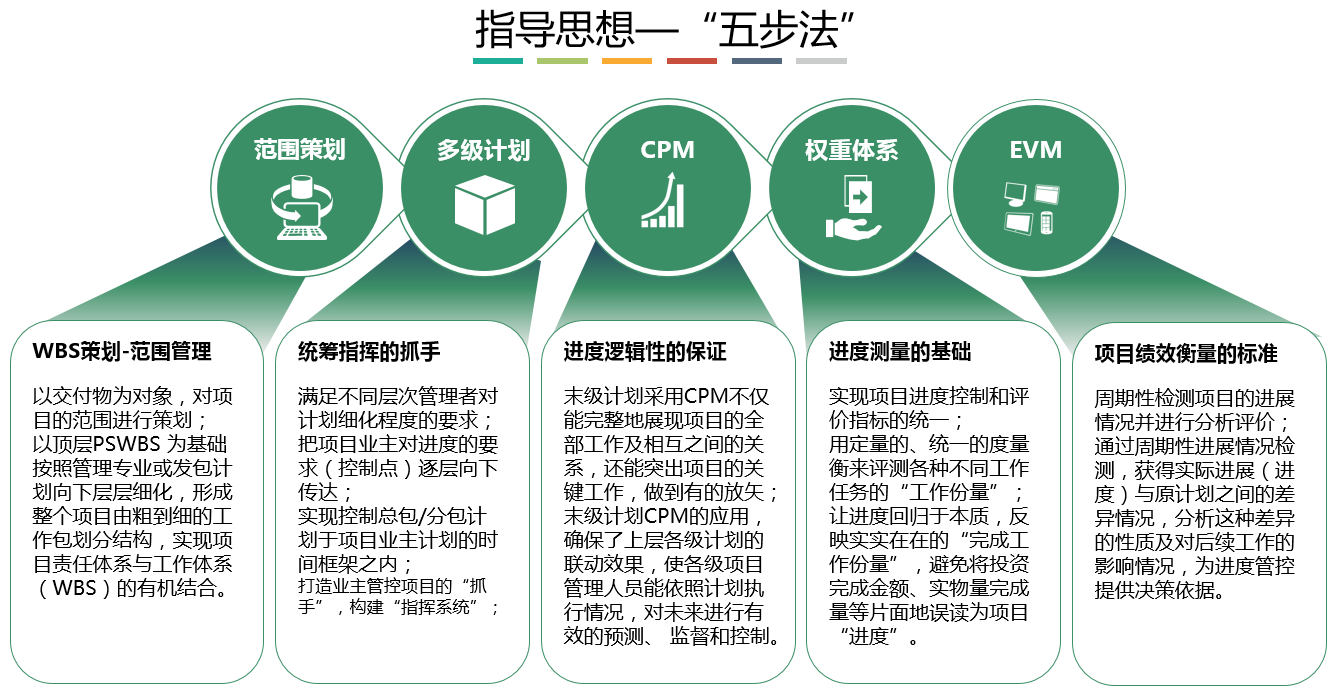 指导思想—“五步法”
范围策划
多级计划
CPM
权重体系
EVM
WBS策划-范围管理
以交付物为对象，对项
目的范围进行策划；
以顶层PSWBS 为基础
按照管理专业或发包计
划向下层层细化，形成
整个项目由粗到细的工
作包划分结构，实现项
目责任体系与工作体系
（WBS）的有机结合。
统筹指挥的抓手
满足不同层次管理者对
计划细化程度的要求；
把项目业主对进度的要
求（控制点）逐层向下
传达；
实现控制总包/分包计
划于项目业主计划的时
间框架之内；
打造业主管控项目的“抓
手”，构建“指挥系统”；
进度逻辑性的保证
末级计划采用CPM不仅
能完整地展现项目的全
部工作及相互之间的关
系，还能突出项目的关
键工作，做到有的放矢；
末级计划CPM的应用，
确保了上层各级计划的
联动效果，使各级项目
管理人员能依照计划执
行情况，对未来进行有
效的预测、 监督和控制。
进度测量的基础
实现项目进度控制和评
价指标的统一；
用定量的、统一的度量
衡来评测各种不同工作
任务的“工作份量”；
让进度回归于本质，反
映实实在在的“完成工
作份量”，避免将投资
完成金额、实物量完成
量等片面地误读为项目
“进度”。
项目绩效衡量的标准
周期性检测项目的进展
情况并进行分析评价；
通过周期性进展情况检
测，获得实际进展（进
度）与原计划之间的差
异情况，分析这种差异
的性质及对后续工作的
影响情况，为进度管控
提供决策依据。